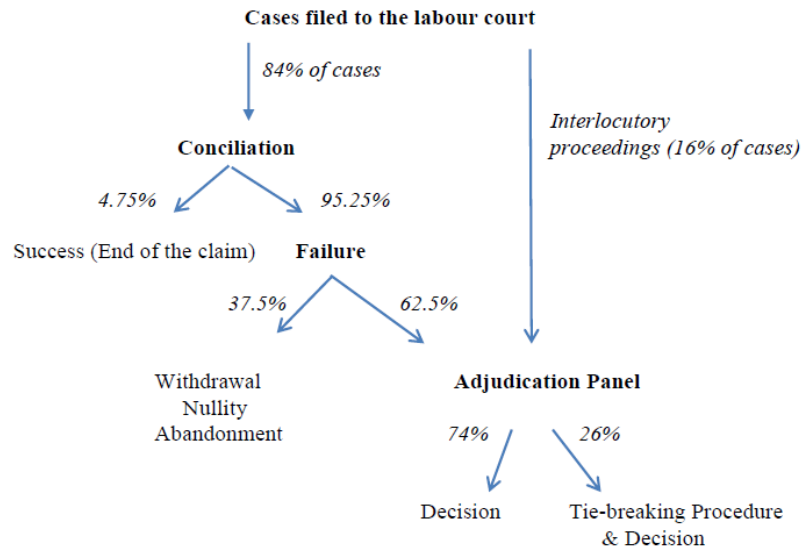 Cases filed to the labour court
84% of cases
Interlocutory
proceedings (16% of cases)
Conciliation
4.75%
95.25%
Success (End of the claim)
Failure
37.5%
62.5%
Withdrawal
Nullity
Abandonment
Adjudication Panel
74%
26%
Decision
Tie-breaking Procedure
& Decision